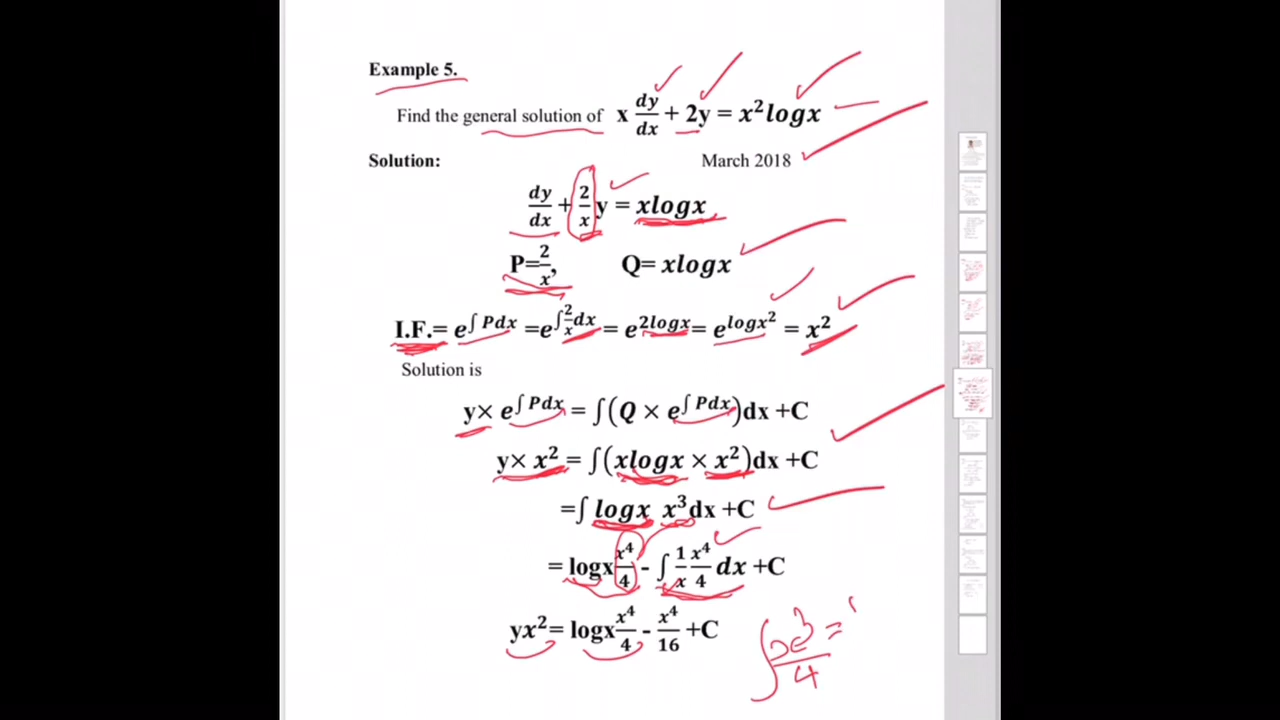 Example 5.
Find the general solution of x dy/dx + 2y = x²logx
Solution: March 2018
dy/dx + 2/x y = xlogx
P=2/x, Q= xlogx
I.F.= e^∫ Pdx =e^∫2/x dx = e^2logx= e^logx² = x²
Solution is
y× e^∫ Pdx = ∫(Q × e^∫ Pdx)dx +C
y× x² = ∫(xlogx × x²)dx +C
=∫ logx x³dx +C
= logx x⁴/4 - ∫ 1/x x⁴/4 dx +C
yx²= logx x⁴/4 - x⁴/16 +C
∫x³/4 =